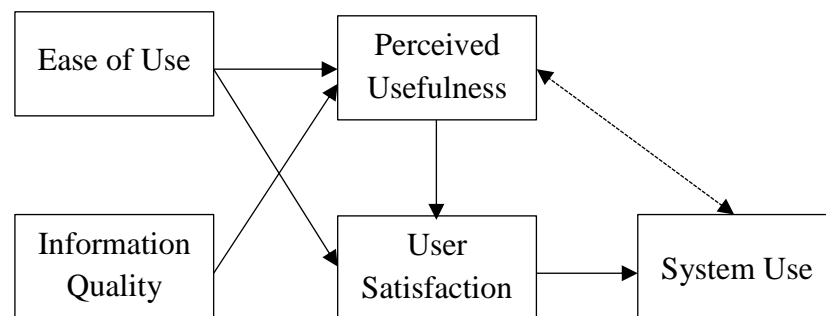 Ease of Use
Perceived
Usefulness
Information
Quality
User
Satisfaction
System Use